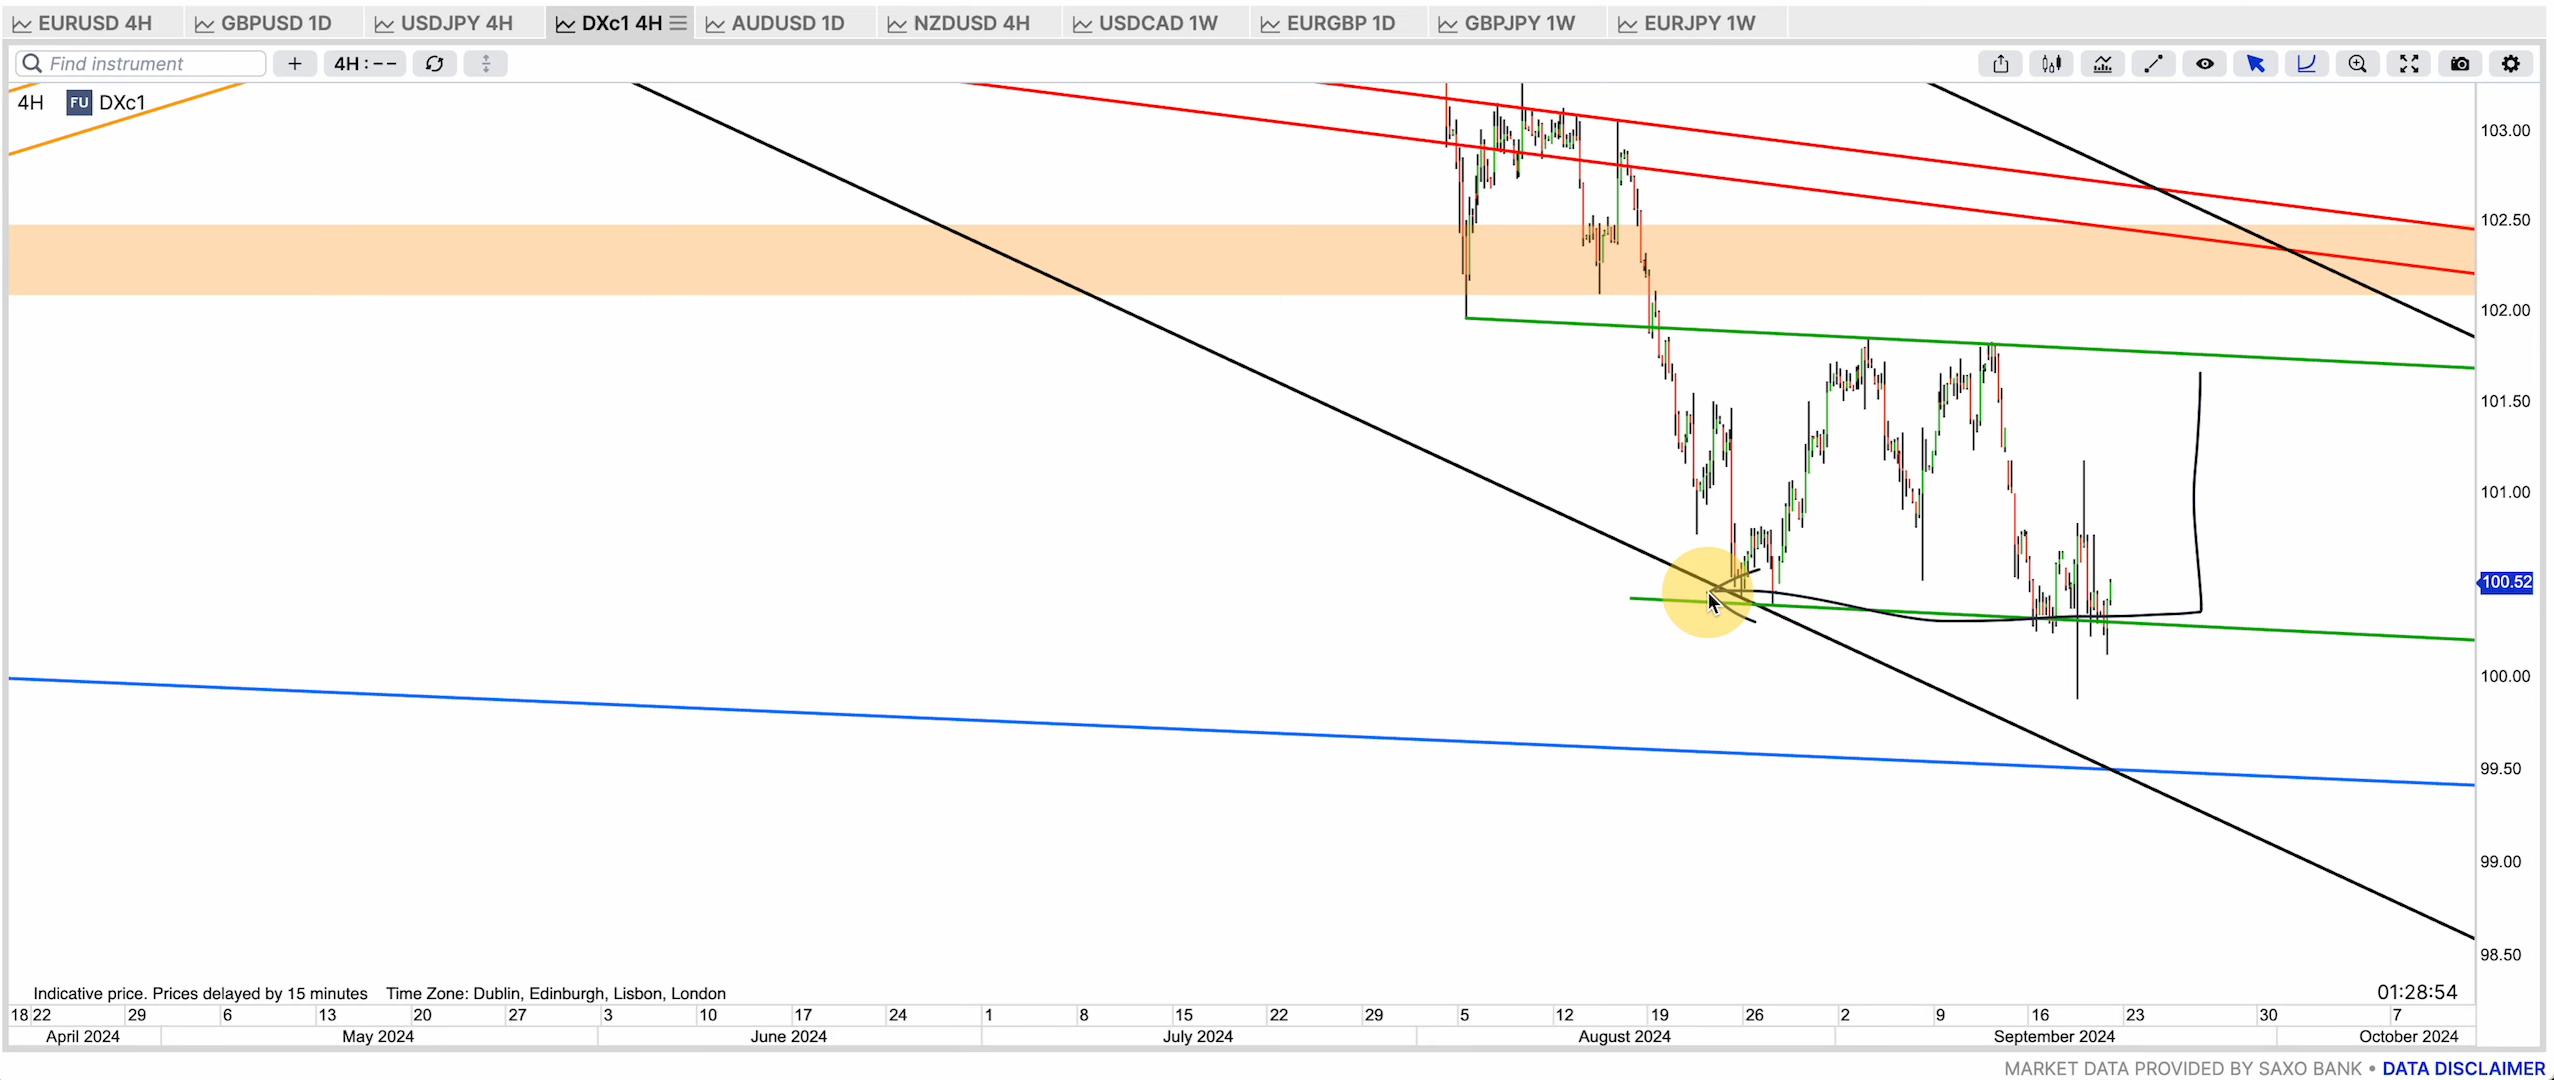 EURUSD 4H GBPUSD 1D USDJPY 4H DXc1 4H AUDUSD 1D NZDUSD 4H USDCAD 1W EURGBP 1D GBPJPY 1W EURJPY 1W
Find instrument + 4H : --
4H FU DXc1
103.00
102.50
102.00
101.50
101.00
100.52
100.00
99.50
99.00
98.50
Indicative price. Prices delayed by 15 minutes Time Zone: Dublin, Edinburgh, Lisbon, London 01:28:54
18 22 29 6 13 20 27 3 10 17 24 1 8 15 22 29 5 12 19 26 2 9 16 23 30 7
April 2024 May 2024 June 2024 July 2024 August 2024 September 2024 October 2024
MARKET DATA PROVIDED BY SAXO BANK • DATA DISCLAIMER